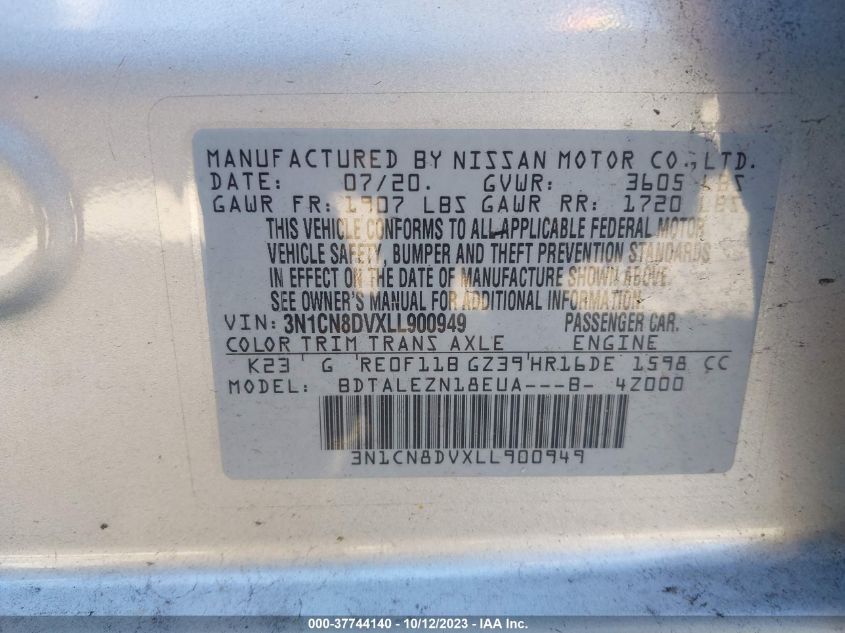 MANUFACTURED BY NISSAN MOTOR CO.,LTD.
DATE: 07/20. GVWR: 3605 LBS
GAWR FR: 1907 LBS GAWR RR: 1720 LBS
THIS VEHICLE CONFORMS TO ALL APPLICABLE FEDERAL MOTOR
VEHICLE SAFETY, BUMPER AND THEFT PREVENTION STANDARDS
IN EFFECT ON THE DATE OF MANUFACTURE SHOWN ABOVE.
SEE OWNER'S MANUAL FOR ADDITIONAL INFORMATION
VIN: 3N1CN8DVXLL900949 PASSENGER CAR.
COLOR TRIM TRANS AXLE ENGINE
K23 G RE0F11B GZ39 HR16DE 1598 CC
MODEL: BDTALEZN18EUA---B- 4Z000
3N1CN8DVXLL900949
000-37744140 - 10/12/2023 - IAA Inc.